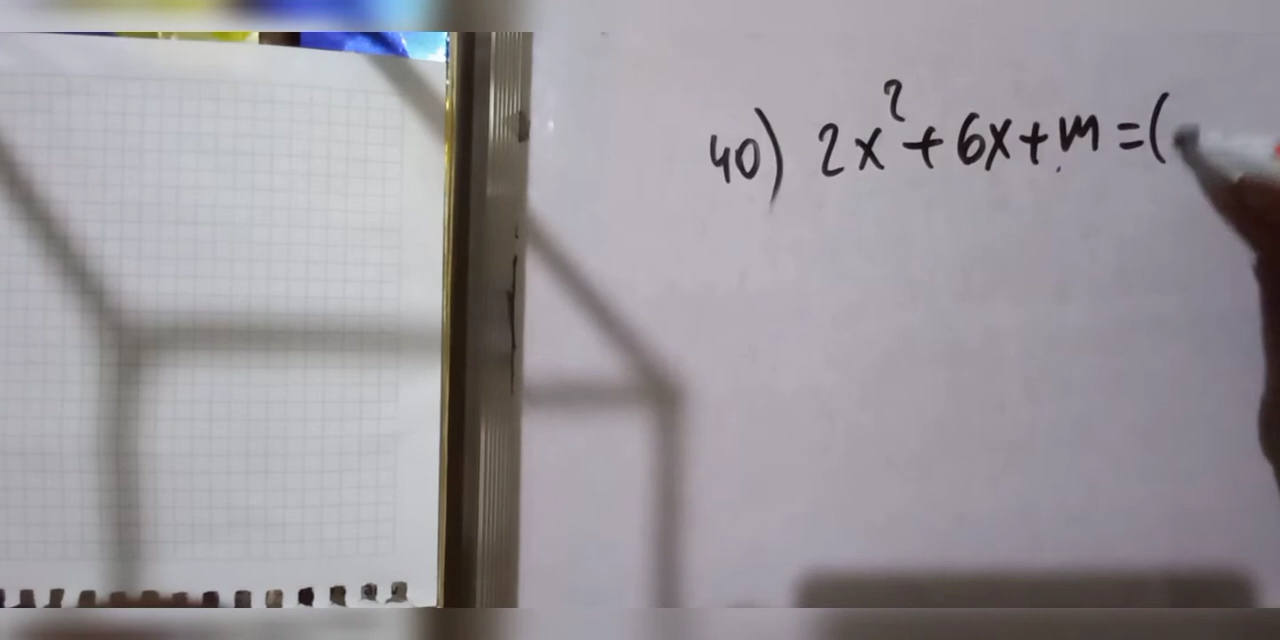 40) 2x² + 6x + m = (